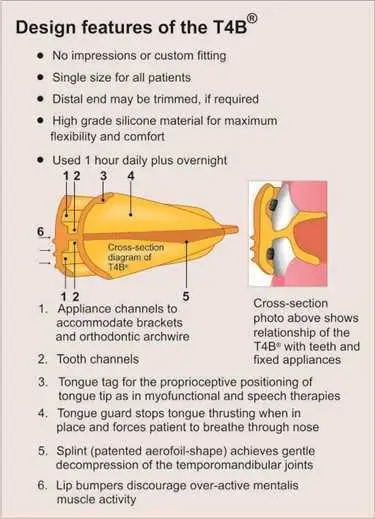 Design features of the T4B®
● No impressions or custom fitting
● Single size for all patients
● Distal end may be trimmed, if required
● High grade silicone material for maximum
flexibility and comfort
● Used 1 hour daily plus overnight
1 2 3 4
6
Cross-section
diagram of
T4B®
1 2 5
1. Appliance channels to
accommodate brackets
and orthodontic archwire
2. Tooth channels
Cross-section
photo above shows
relationship of the
T4B® with teeth and
fixed appliances
3. Tongue tag for the proprioceptive positioning of
tongue tip as in myofunctional and speech therapies
4. Tongue guard stops tongue thrusting when in
place and forces patient to breathe through nose
5. Splint (patented aerofoil-shape) achieves gentle
decompression of the temporomandibular joints
6. Lip bumpers discourage over-active mentalis
muscle activity